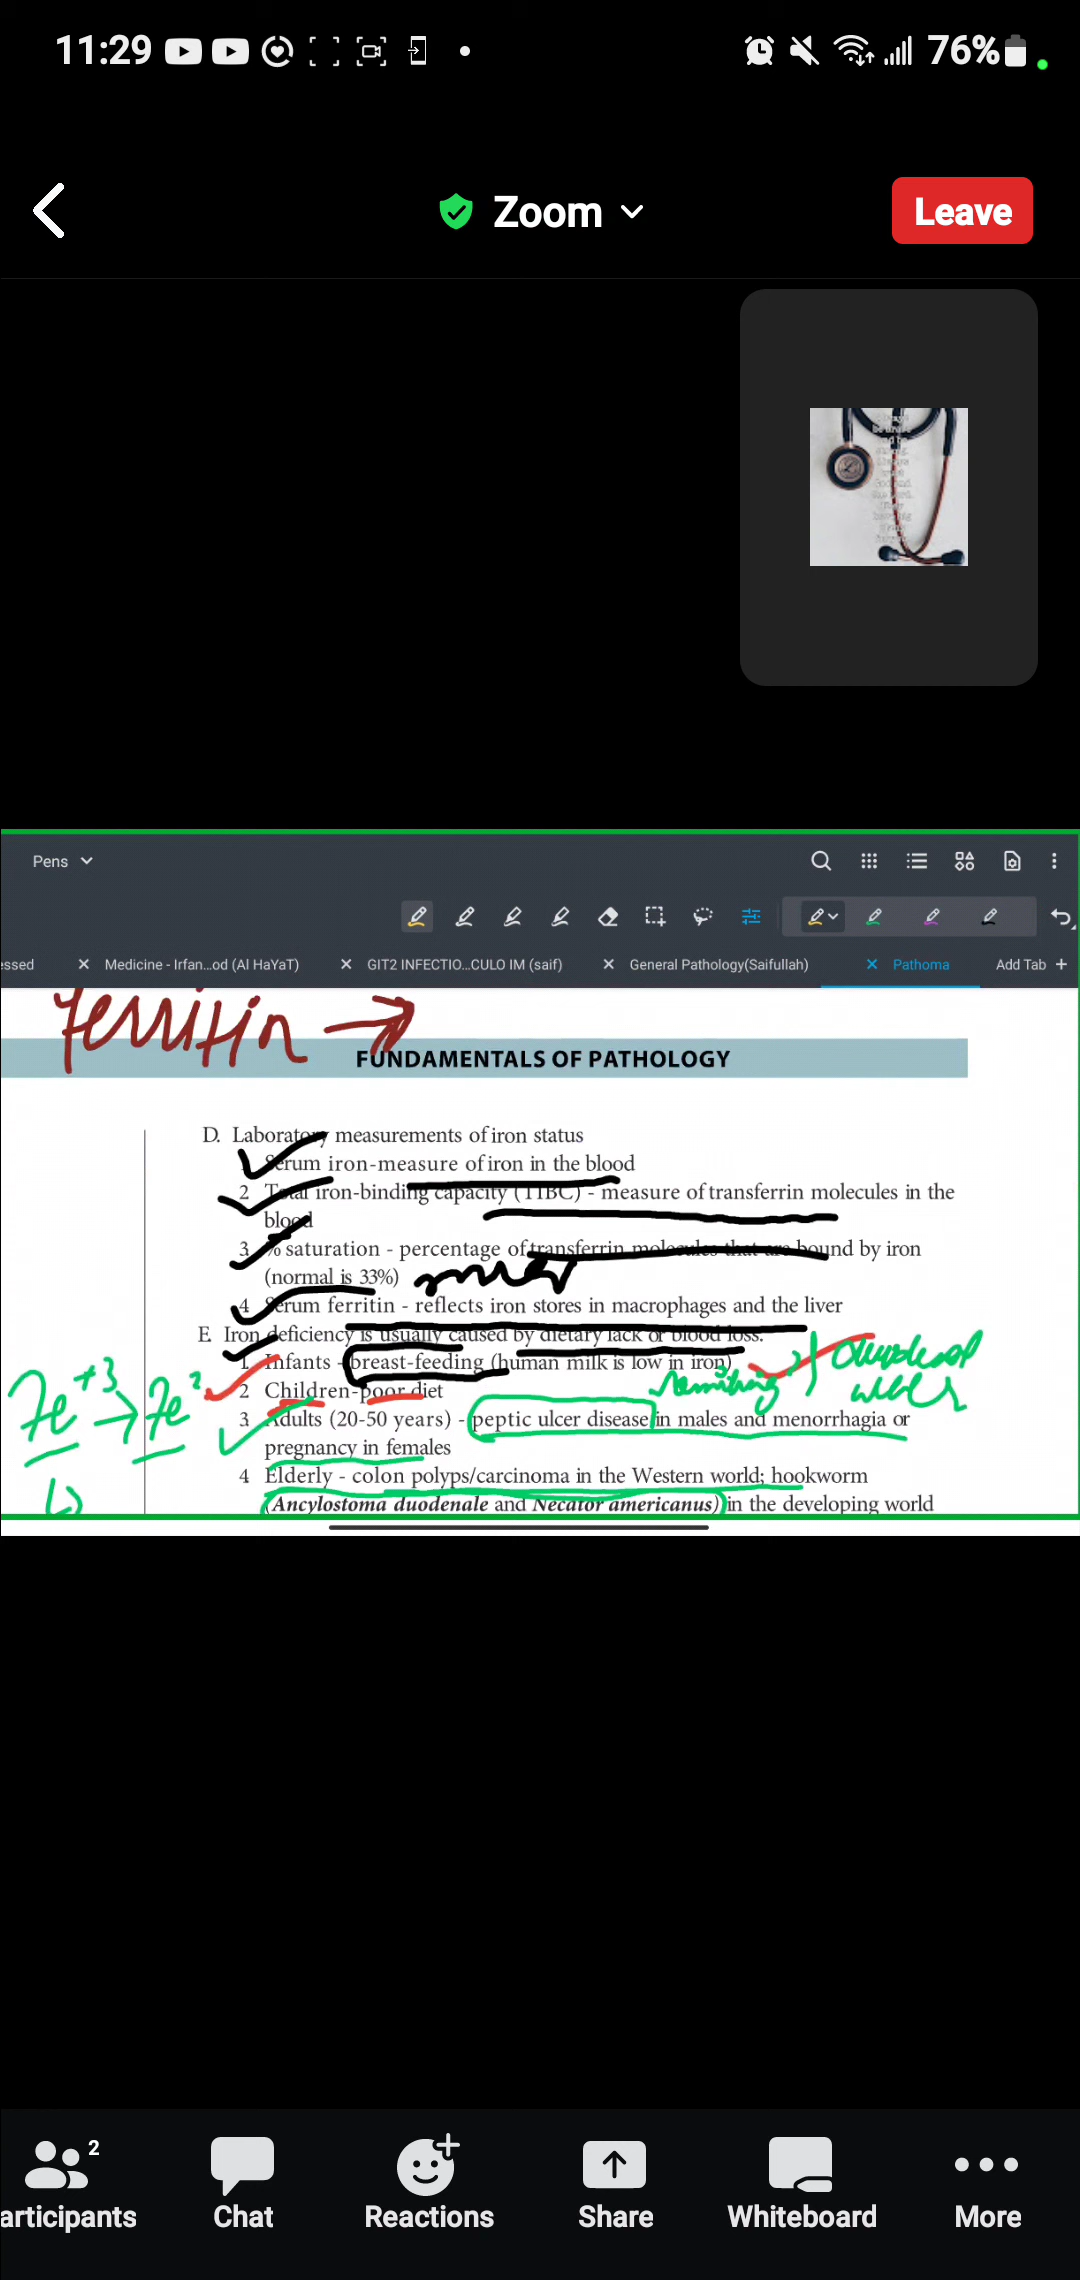 11:29
76%
Zoom
Leave
Pens
essed
Medicine - Irfan...od (Al HaYaT)
GIT2 INFECTIO...CULO IM (saif)
General Pathology(Saifullah)
Pathoma
Add Tab +
Ferritin →
FUNDAMENTALS OF PATHOLOGY
D. Laboratory measurements of iron status
Serum iron-measure of iron in the blood
2 Total iron-binding capacity (TIBC) - measure of transferrin molecules in the
blood
3 % saturation - percentage of transferrin molecules that are bound by iron
(normal is 33%)
4 Serum ferritin - reflects iron stores in macrophages and the liver
E. Iron deficiency is usually caused by dietary lack or blood loss.
1. Infants - breast-feeding (human milk is low in iron)
duodenal
ulcer
2 Children-poor diet
Fe+3 → Fe2
3 Adults (20-50 years) - peptic ulcer disease in males and menorrhagia or
pregnancy in females
4 Elderly - colon polyps/carcinoma in the Western world; hookworm
(Ancylostoma duodenale and Necator americanus) in the developing world
2
articipants
Chat
Reactions
Share
Whiteboard
More